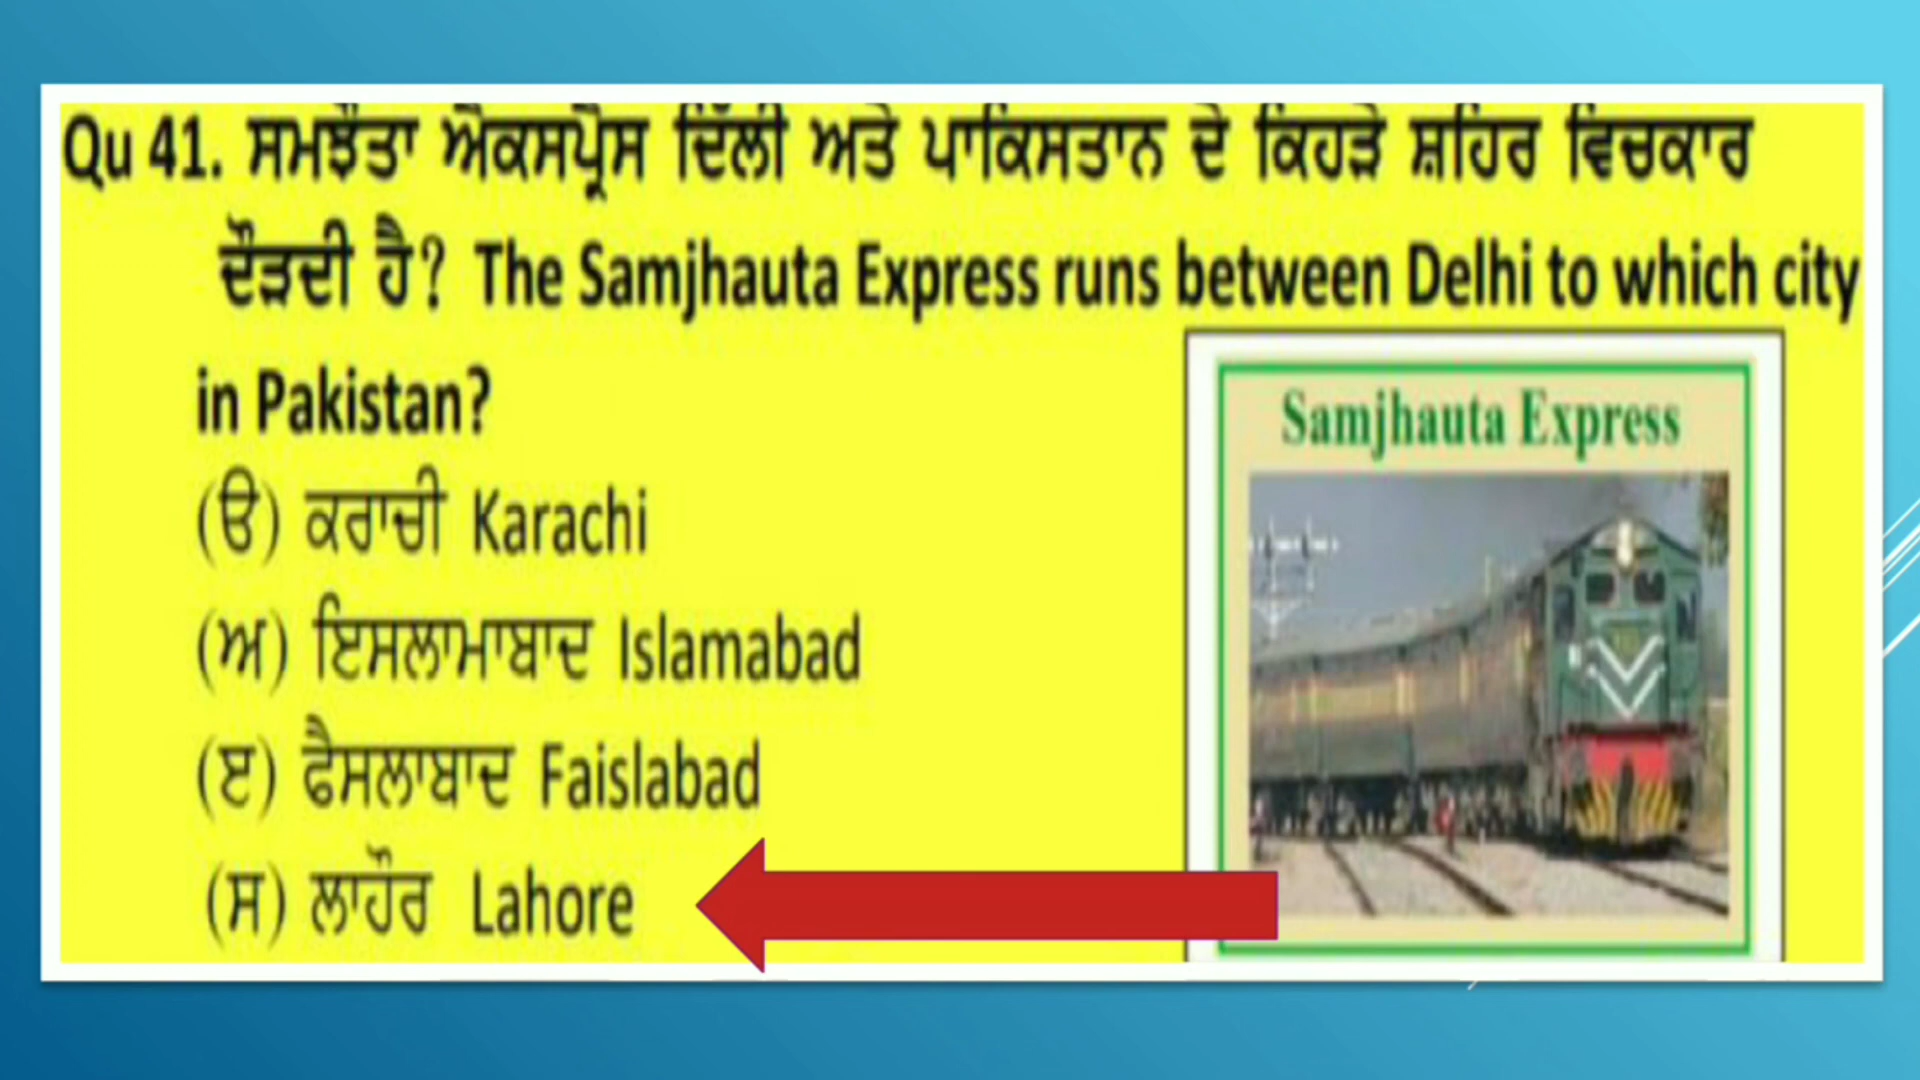 Qu 41. ਸਮਝੌਤਾ ਐਕਸਪ੍ਰੈਸ ਦਿੱਲੀ ਅਤੇ ਪਾਕਿਸਤਾਨ ਦੇ ਕਿਹੜੇ ਸ਼ਹਿਰ ਵਿਚਕਾਰ
ਦੌੜਦੀ ਹੈ? The Samjhauta Express runs between Delhi to which city
in Pakistan?
Samjhauta Express
(ੳ) ਕਰਾਚੀ Karachi
(ਅ) ਇਸਲਾਮਾਬਾਦ Islamabad
(ੲ) ਫੈਸਲਾਬਾਦ Faislabad
(ਸ) ਲਾਹੌਰ Lahore